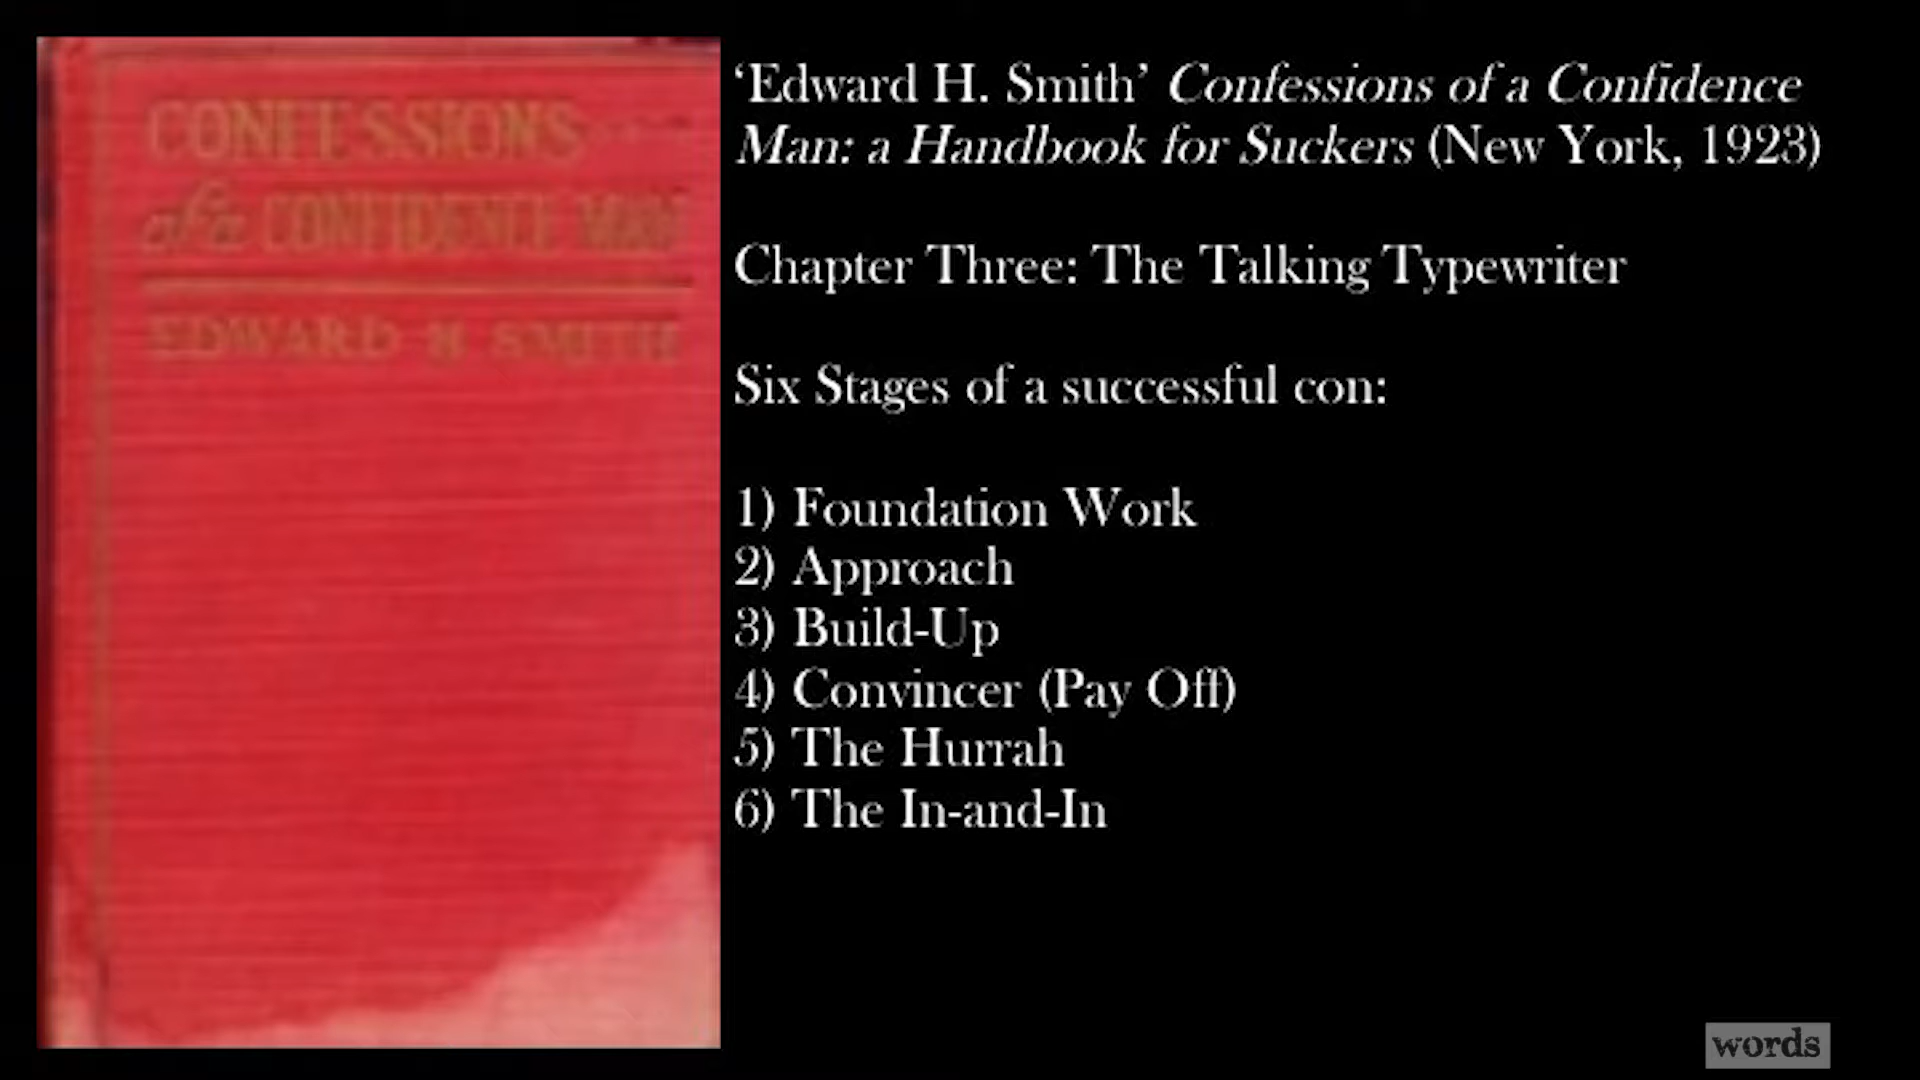 CONFESSIONS
of a CONFIDENCE MAN
EDWARD H SMITH
‘Edward H. Smith’ Confessions of a Confidence
Man: a Handbook for Suckers (New York, 1923)
Chapter Three: The Talking Typewriter
Six Stages of a successful con:
1) Foundation Work
2) Approach
3) Build-Up
4) Convincer (Pay Off)
5) The Hurrah
6) The In-and-In
words